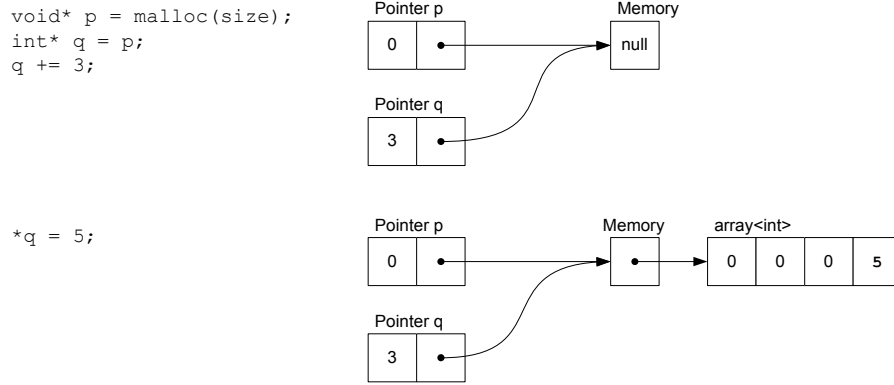 void* p = malloc(size);
int* q = p;
q += 3;
Pointer p
Memory
0
null
Pointer q
3
*q = 5;
Pointer p
Memory
array<int>
0
0 0 0 5
Pointer q
3